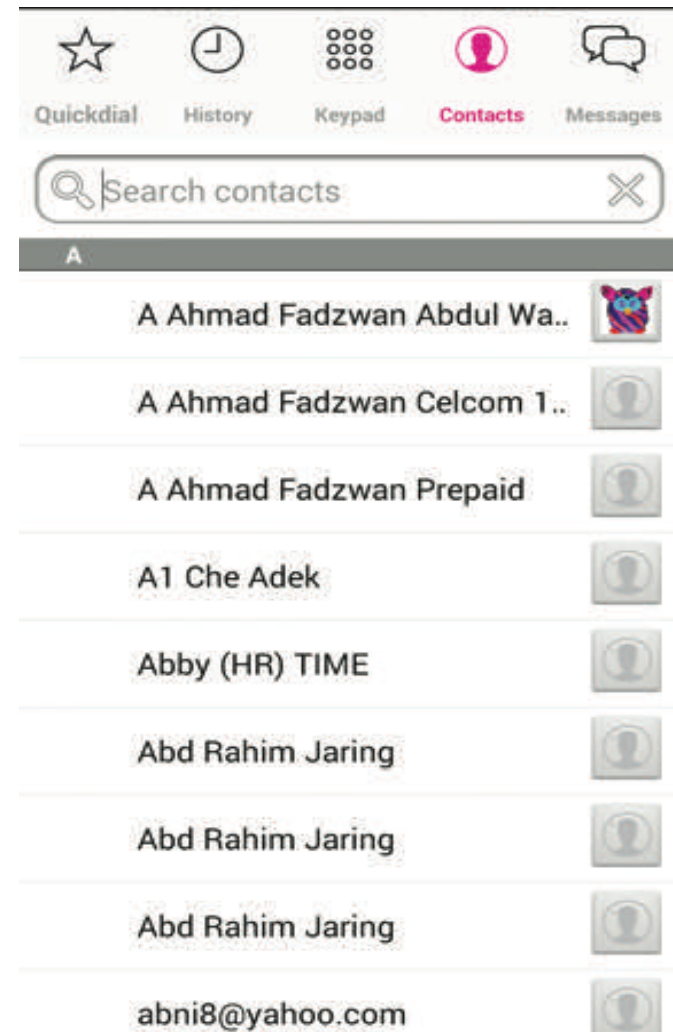 Quickdial History Keypad Contacts Messages
Search contacts
A
A Ahmad Fadzwan Abdul Wa..
A Ahmad Fadzwan Celcom 1..
A Ahmad Fadzwan Prepaid
A1 Che Adek
Abby (HR) TIME
Abd Rahim Jaring
Abd Rahim Jaring
Abd Rahim Jaring
abni8@yahoo.com